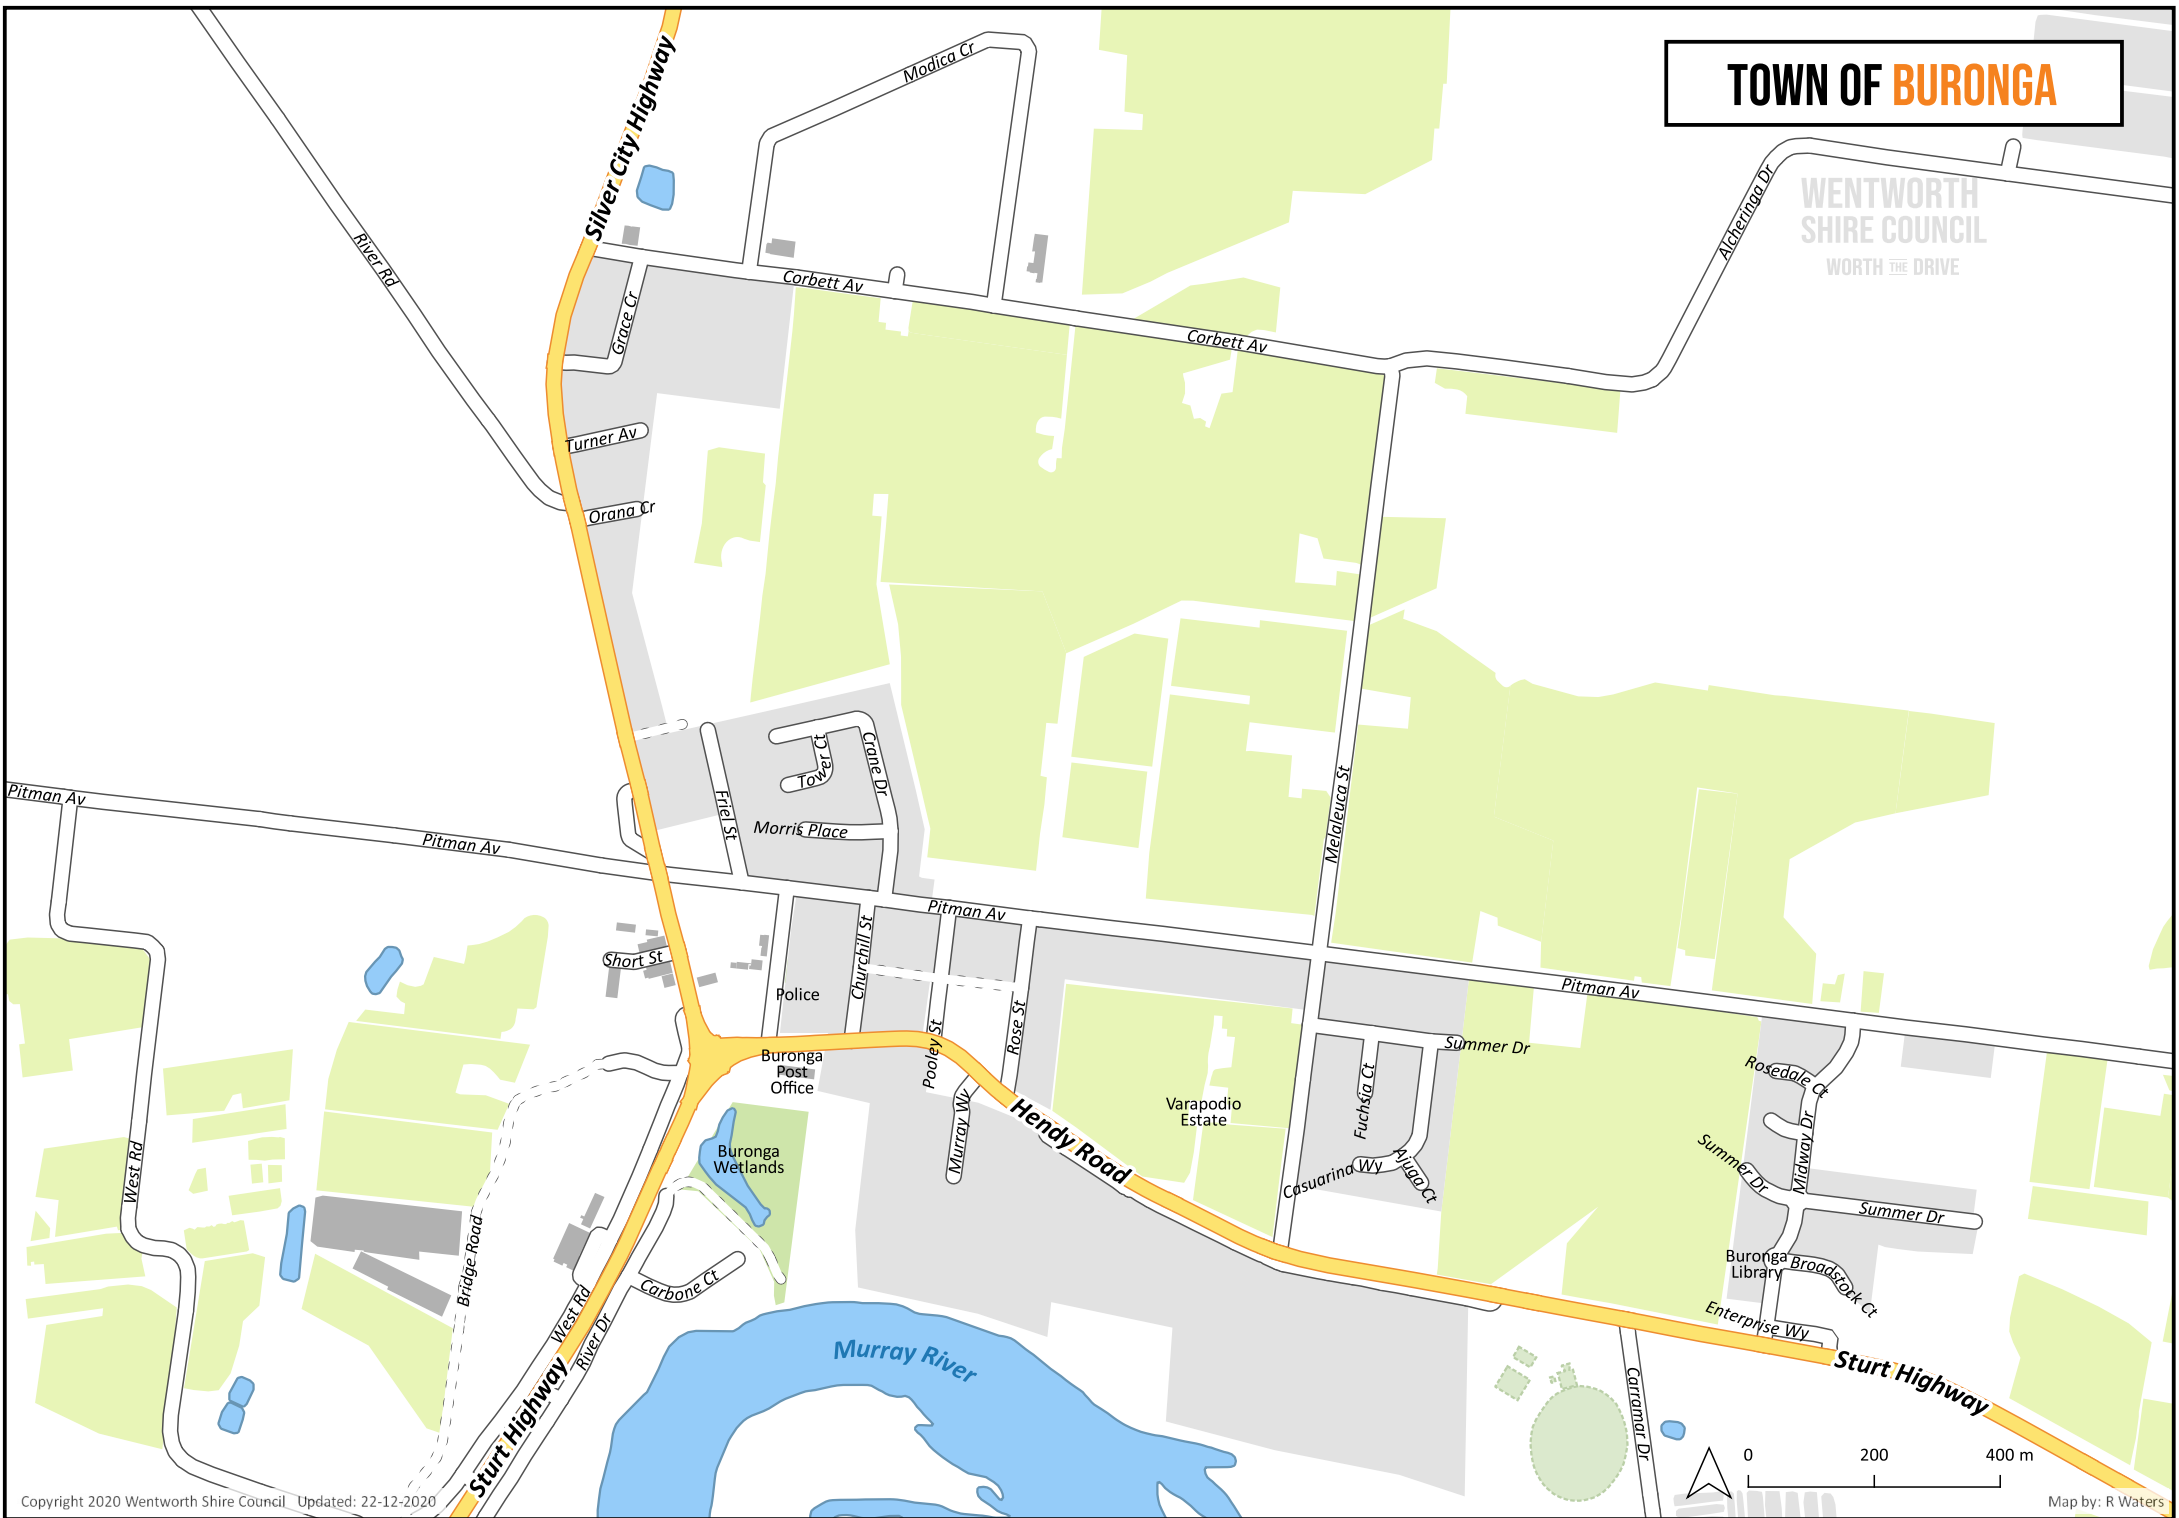 TOWN OF BURONGA
WENTWORTH
SHIRE COUNCIL
WORTH THE DRIVE
Silver City Highway
Modica Cr
River Rd
Alcheringa Dr
Corbett Av
Grace Cr
Corbett Av
Turner Av
Orana Cr
Crane Dr
Towar Ct
Friel St
Morris Place
Melaleuca St
Pitman Av
Pitman Av
Pitman Av
Pitman Av
Short St
Churchill St
Police
Pooley St
Rose St
Buronga
Post
Office
Summer Dr
Fuchsia Ct
Rosedale Ct
Midway Dr
Murray Wy
Hendy Road
Varapodio
Estate
Buronga
Wetlands
West Rd
Casuarina Wy
Ajuga Ct
Summer Dr
Summer Dr
Bridge Road
Carbone Ct
Buronga
Library
Broadstock Ct
Enterprise Wy
West Rd
River Dr
Murray River
Sturt Highway
Sturt Highway
Carramar Dr
0 200 400 m
Copyright 2020 Wentworth Shire Council Updated: 22-12-2020
Map by: R Waters